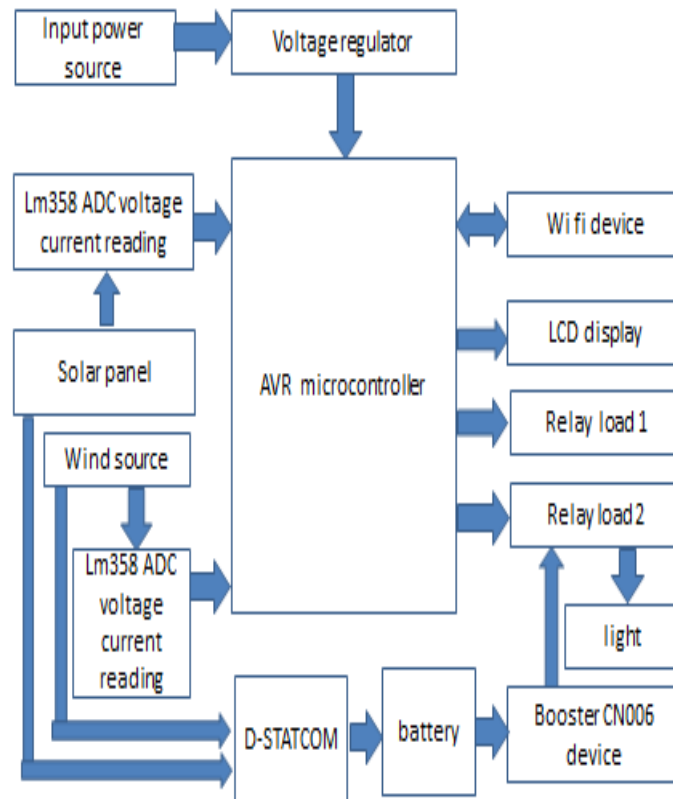 Input power
source
Voltage regulator
Lm358 ADC voltage
current reading
Wi fi device
LCD display
Solar panel
AVR microcontroller
Relay load 1
Wind source
Relay load 2
Lm358 ADC
voltage
current
reading
light
D-STATCOM
battery
Booster CN006
device